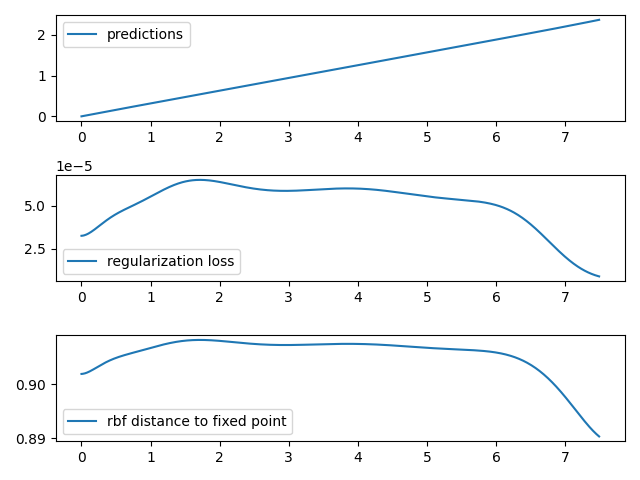 predictions
2
1
0
0 1 2 3 4 5 6 7
1e−5
5.0
2.5
regularization loss
0 1 2 3 4 5 6 7
0.90
rbf distance to fixed point
0.89
0 1 2 3 4 5 6 7